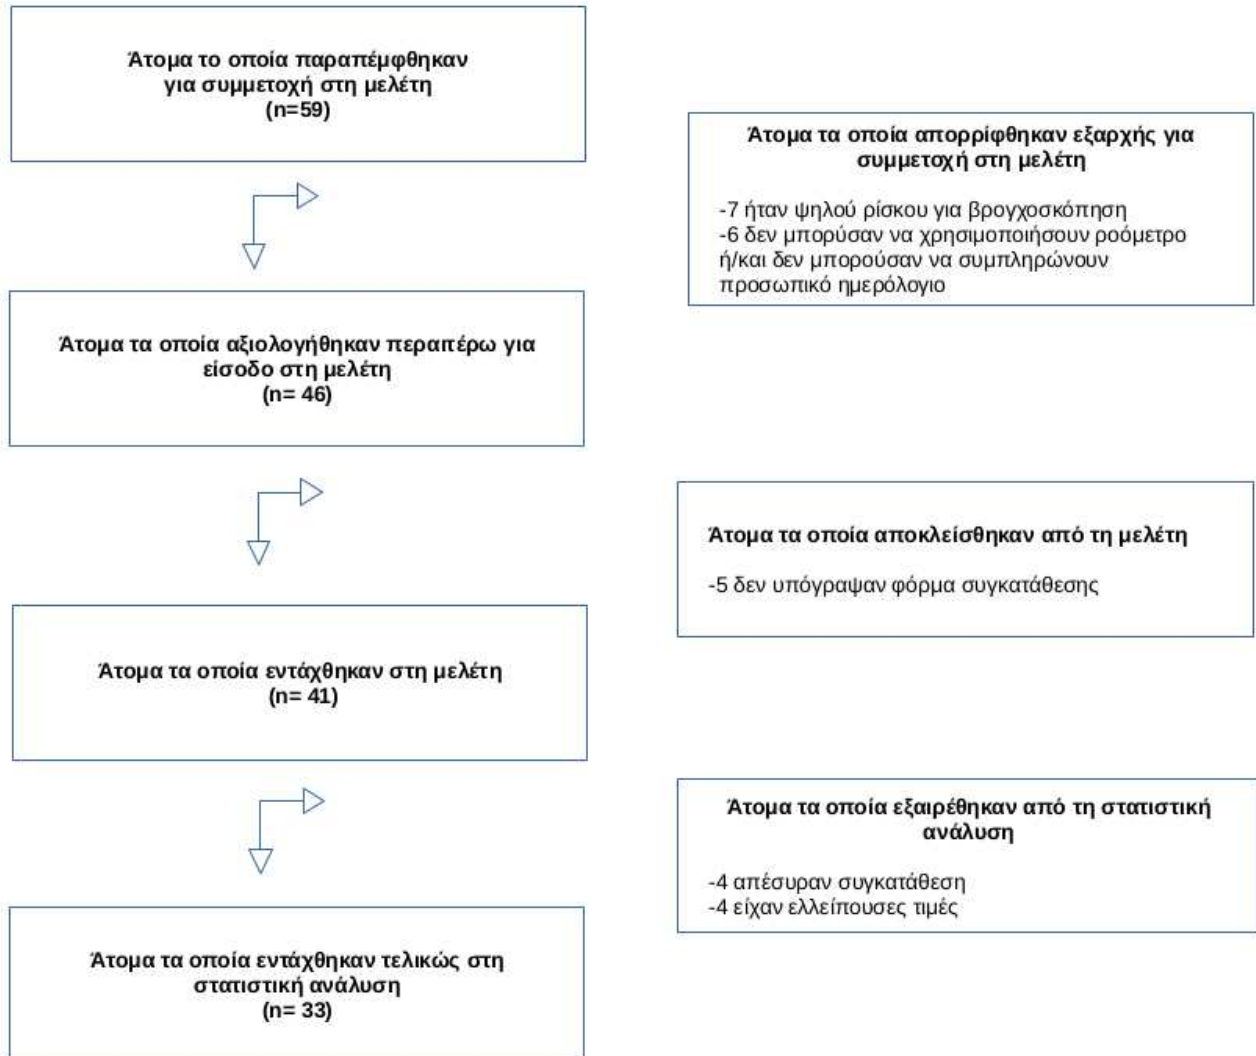 Άτομα το οποία παραπέμφθηκαν
για συμμετοχή στη μελέτη
(n=59)
Άτομα τα οποία απορρίφθηκαν εξαρχής για
συμμετοχή στη μελέτη
-7 ήταν ψηλού ρίσκου για βρογχοσκόπηση
-6 δεν μπορύσαν να χρησιμοποιήσουν ροόμετρο
ή/και δεν μπορούσαν να συμπληρώνουν
προσωπικό ημερόλογιο
Άτομα τα οποία αξιολογήθηκαν περαιτέρω για
είσοδο στη μελέτη
(n= 46)
Άτομα τα οποία αποκλείσθηκαν από τη μελέτη
-5 δεν υπόγραψαν φόρμα συγκατάθεσης
Άτομα τα οποία εντάχθηκαν στη μελέτη
(n= 41)
Άτομα τα οποία εξαιρέθηκαν από τη στατιστική
ανάλυση
-4 απέσυραν συγκατάθεση
-4 είχαν ελλείπουσες τιμές
Άτομα τα οποία εντάχθηκαν τελικώς στη
στατιστική ανάλυση
(n= 33)